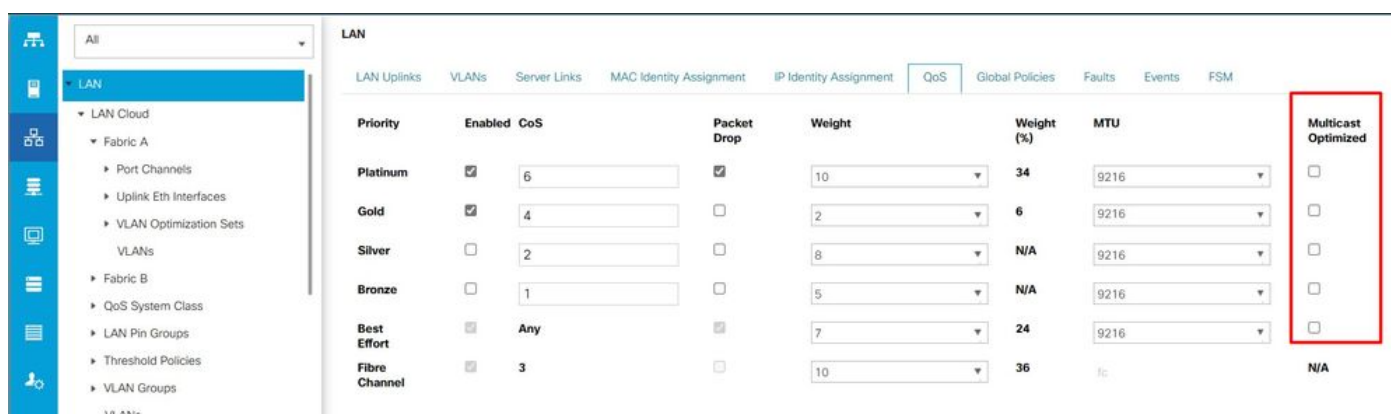 All
LAN
LAN Cloud
Fabric A
Port Channels
Uplink Eth Interfaces
VLAN Optimization Sets
VLANs
Fabric B
QoS System Class
LAN Pin Groups
Threshold Policies
VLAN Groups
VLANs
LAN
LAN Uplinks VLANs Server Links MAC Identity Assignment IP Identity Assignment QoS Global Policies Faults Events FSM
Priority Enabled CoS Packet Drop Weight Weight (%) MTU Multicast Optimized
Platinum 6 10 34 9216
Gold 4 2 6 9216
Silver 2 8 N/A 9216
Bronze 1 5 N/A 9216
Best Effort Any 7 24 9216
Fibre Channel 3 10 36 fc N/A